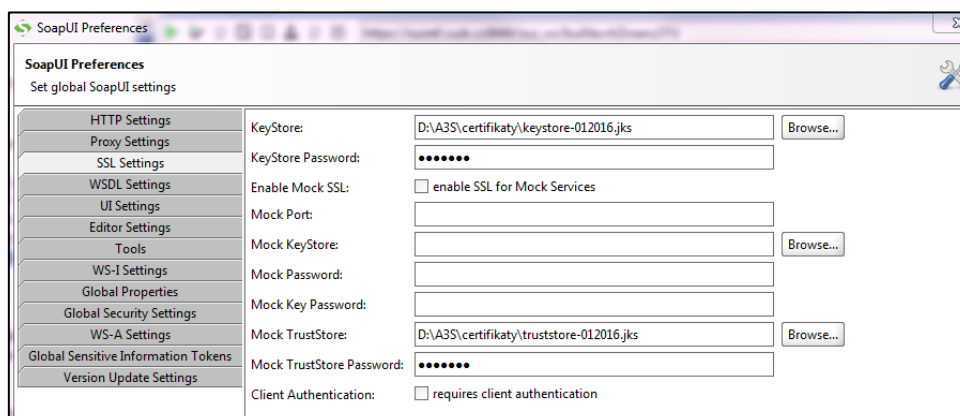 SoapUI Preferences
SoapUI Preferences
Set global SoapUI settings
HTTP Settings
Proxy Settings
SSL Settings
WSDL Settings
UI Settings
Editor Settings
Tools
WS-I Settings
Global Properties
Global Security Settings
WS-A Settings
Global Sensitive Information Tokens
Version Update Settings
KeyStore: D:\A3S\certifikaty\keystore-012016.jks Browse...
KeyStore Password: •••••••
Enable Mock SSL: enable SSL for Mock Services
Mock Port:
Mock KeyStore: Browse...
Mock Password:
Mock Key Password:
Mock TrustStore: D:\A3S\certifikaty\truststore-012016.jks Browse...
Mock TrustStore Password: •••••••
Client Authentication: requires client authentication